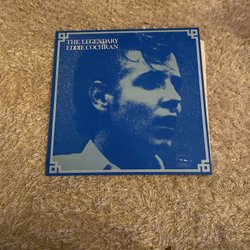 THE LEGENDARY
EDDIE COCHRAN